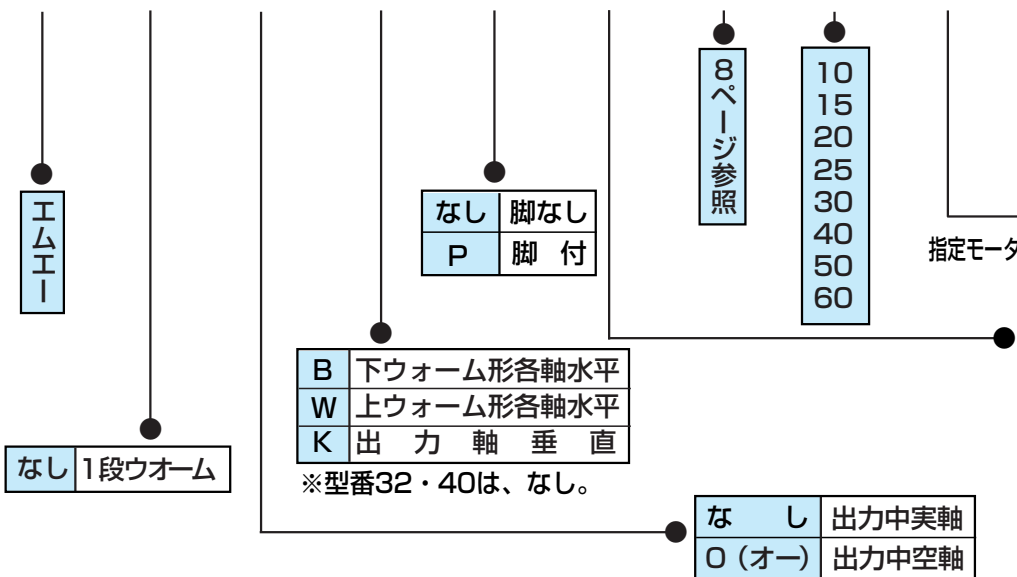 エムエー
なし 1段ウオーム
B 下ウォーム形各軸水平
W 上ウォーム形各軸水平
K 出力軸垂直
※型番32・40は、なし。
なし 脚なし
P 脚付
8ページ参照
10
15
20
25
30
40
50
60
指定モータ
なし 出力中実軸
O（オー） 出力中空軸